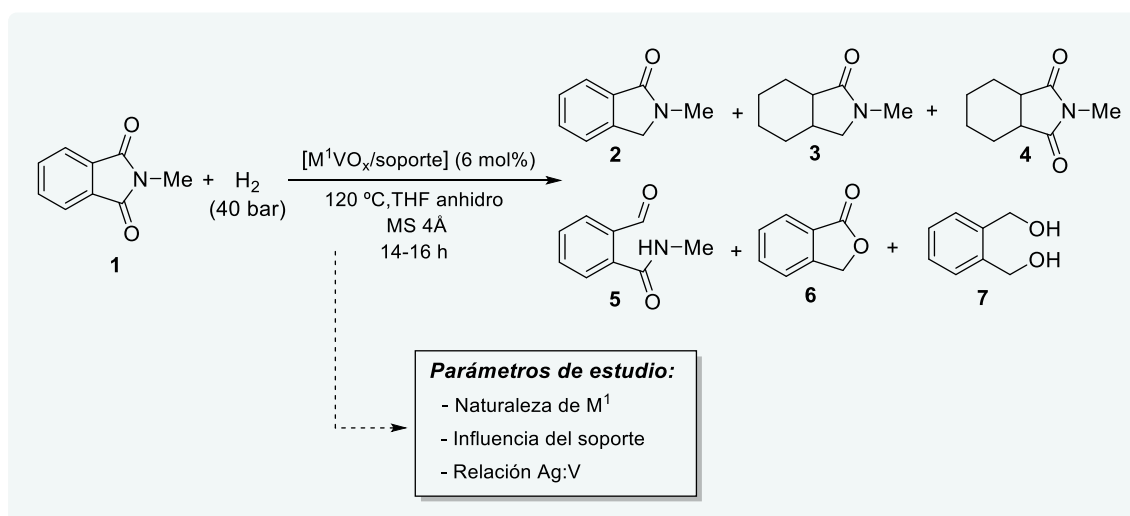 O
N–Me
O
1
+
H2
(40 bar)
[M1VOx/soporte] (6 mol%)
120 ºC,THF anhidro
MS 4Å
14-16 h
O
N–Me
2
+
O
N–Me
3
+
O
N–Me
O
4
O
HN–Me
O
5
+
O
O
6
+
OH
OH
7
Parámetros de estudio:
- Naturaleza de M1
- Influencia del soporte
- Relación Ag:V